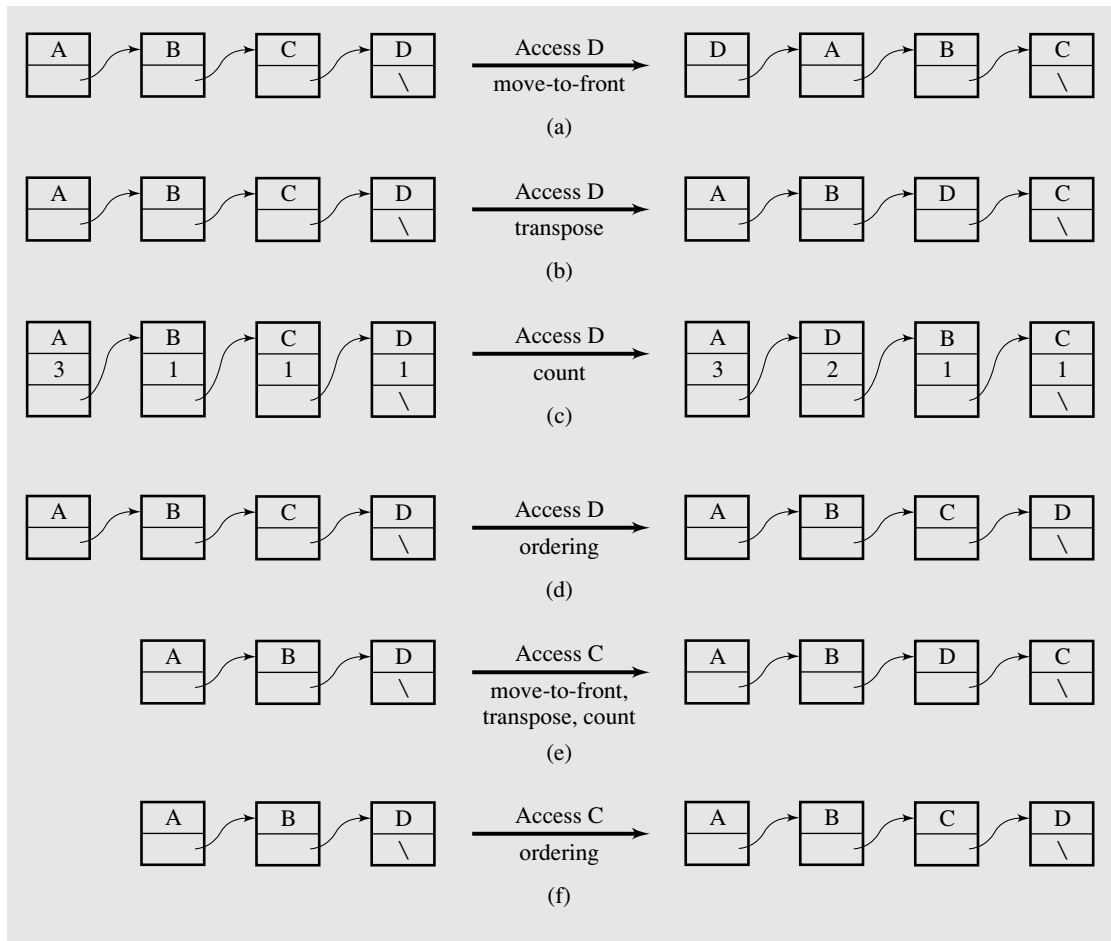 A B C D Access D D A B C
\ move-to-front \
(a)
A B C D Access D A B D C
\ transpose \
(b)
A B C D Access D A D B C
3 1 1 1 count 3 2 1 1
\ \
(c)
A B C D Access D A B C D
\ ordering \
(d)
A B D Access C A B D C
\ move-to-front, \
transpose, count
(e)
A B D Access C A B C D
\ ordering \
(f)